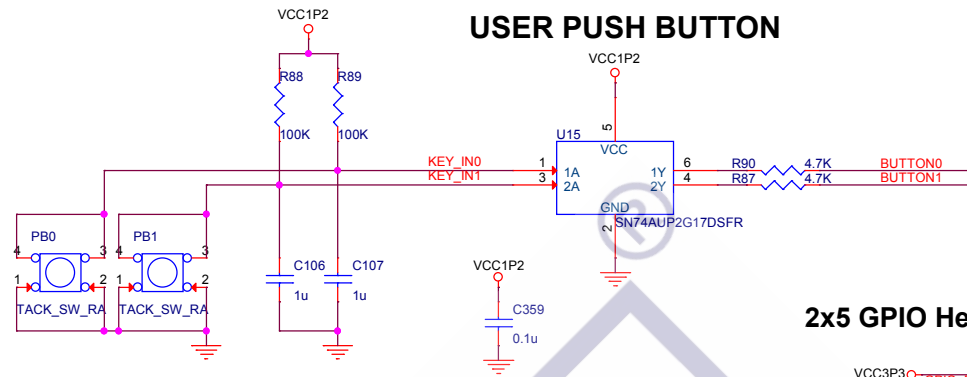 USER PUSH BUTTON
VCC1P2
R88
R89
100K
100K
VCC1P2
U15
5
VCC
KEY_IN0
KEY_IN1
1
3
1A
2A
1Y
2Y
6
4
R90
R87
4.7K
4.7K
BUTTON0
BUTTON1
GND
2
SN74AUP2G17DSFR
®
PB0
4
3
1
2
TACK_SW_RA
PB1
4
3
1
2
TACK_SW_RA
C106
1u
C107
1u
VCC1P2
C359
0.1u
2x5 GPIO He
VCC3P3